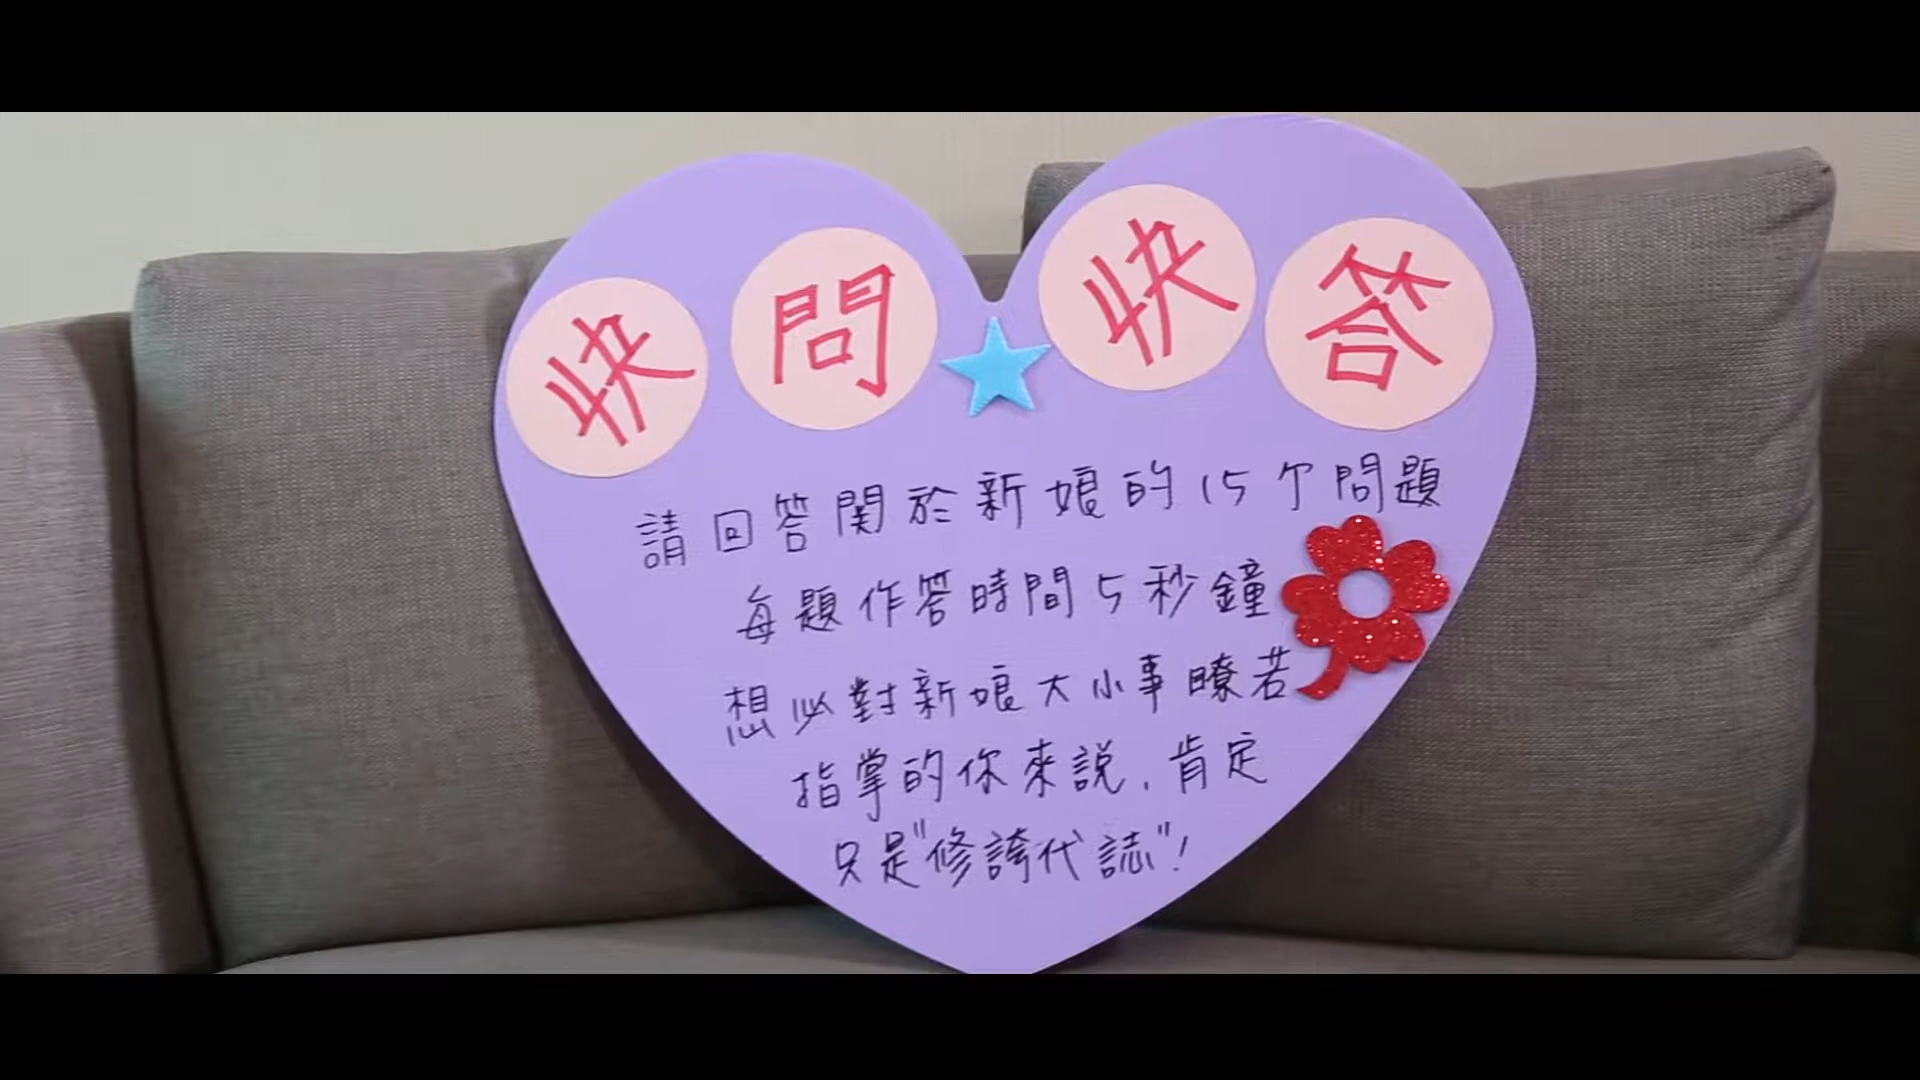 快問快答
請回答関於新娘的15个問題
每題作答時間5秒鐘
想必對新娘大小事瞭若
指掌的你來說，肯定
只是"修誇代誌"!